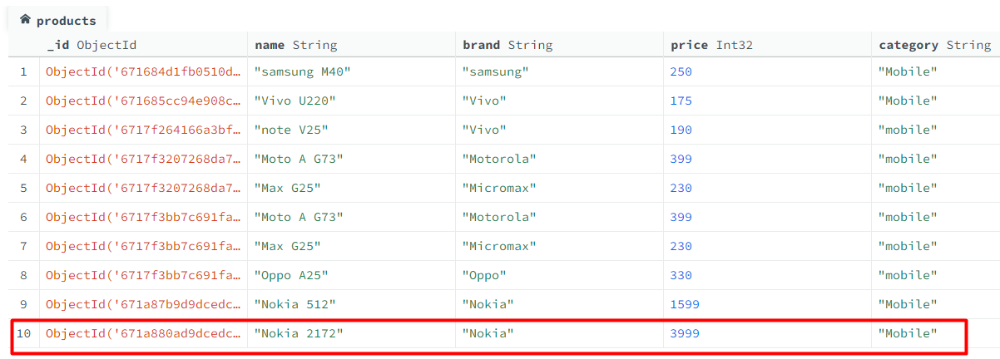 products
_id ObjectId name String brand String price Int32 category String
1 ObjectId('671684d1fb0510d… "samsung M40" "samsung" 250 "Mobile"
2 ObjectId('671685cc94e908c… "Vivo U220" "Vivo" 175 "Mobile"
3 ObjectId('6717f264166a3bf… "note V25" "Vivo" 190 "mobile"
4 ObjectId('6717f3207268da7… "Moto A G73" "Motorola" 399 "mobile"
5 ObjectId('6717f3207268da7… "Max G25" "Micromax" 230 "mobile"
6 ObjectId('6717f3bb7c691fa… "Moto A G73" "Motorola" 399 "mobile"
7 ObjectId('6717f3bb7c691fa… "Max G25" "Micromax" 230 "mobile"
8 ObjectId('6717f3bb7c691fa… "Oppo A25" "Oppo" 330 "mobile"
9 ObjectId('671a87b9d9dcedc… "Nokia 512" "Nokia" 1599 "Mobile"
10 ObjectId('671a880ad9dcedc… "Nokia 2172" "Nokia" 3999 "Mobile"